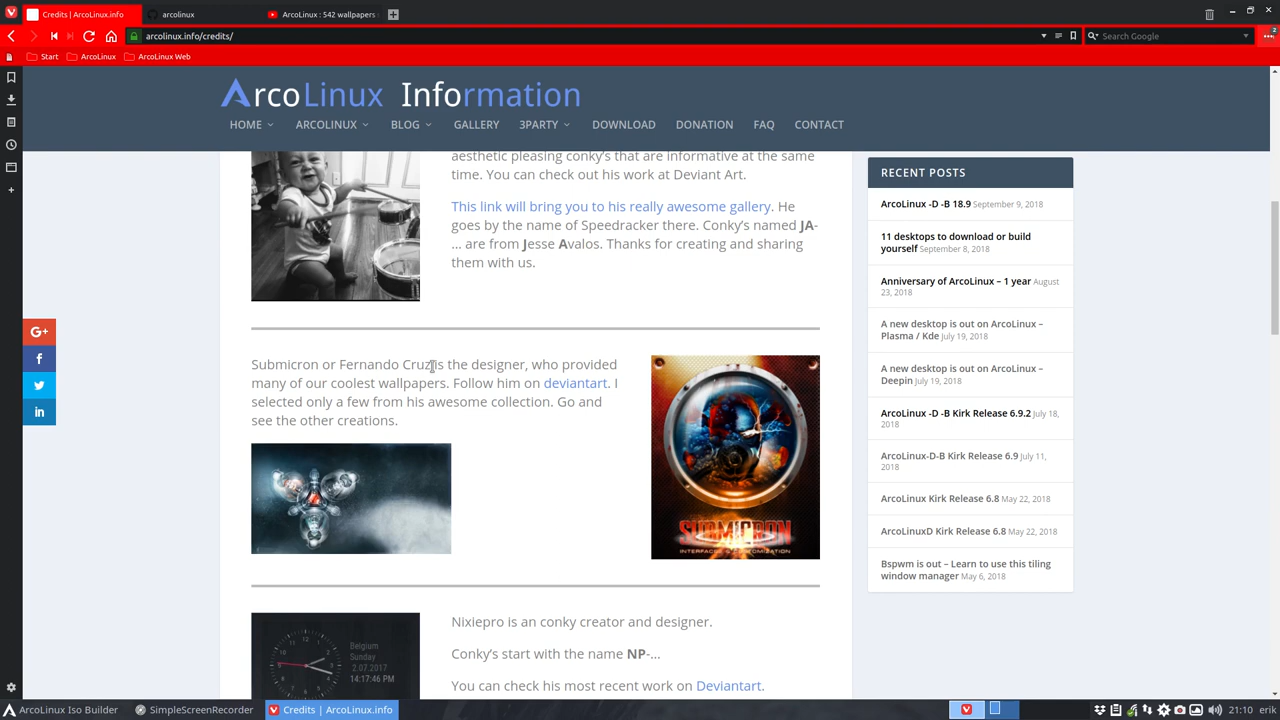 Credits | ArcoLinux.info
arcolinux
ArcoLinux : 542 wallpapers
arcolinux.info/credits/
Search Google
2
Start
ArcoLinux
ArcoLinux Web
ArcoLinux Information
HOME
ARCOLINUX
BLOG
GALLERY
3PARTY
DOWNLOAD
DONATION
FAQ
CONTACT
aesthetic pleasing conky's that are informative at the same
time. You can check out his work at Deviant Art.
This link will bring you to his really awesome gallery. He
goes by the name of Speedracker there. Conky's named JA-
... are from Jesse Avalos. Thanks for creating and sharing
them with us.
Submicron or Fernando Cruz is the designer, who provided
many of our coolest wallpapers. Follow him on deviantart. I
selected only a few from his awesome collection. Go and
see the other creations.
SUBMICRON
INTERFACES & CUSTOMIZATION
Belgium
Sunday
2.07.2017
14:17:46 PM
Nixiepro is an conky creator and designer.
Conky's start with the name NP-...
You can check his most recent work on Deviantart.
RECENT POSTS
ArcoLinux -D -B 18.9 September 9, 2018
11 desktops to download or build
yourself September 8, 2018
Anniversary of ArcoLinux – 1 year August
23, 2018
A new desktop is out on ArcoLinux –
Plasma / Kde July 19, 2018
A new desktop is out on ArcoLinux –
Deepin July 19, 2018
ArcoLinux -D -B Kirk Release 6.9.2 July 18,
2018
ArcoLinux-D-B Kirk Release 6.9 July 11,
2018
ArcoLinux Kirk Release 6.8 May 22, 2018
ArcoLinuxD Kirk Release 6.8 May 22, 2018
Bspwm is out – Learn to use this tiling
window manager May 6, 2018
G+
f
in
ArcoLinux Iso Builder
SimpleScreenRecorder
Credits | ArcoLinux.info
21:10
erik